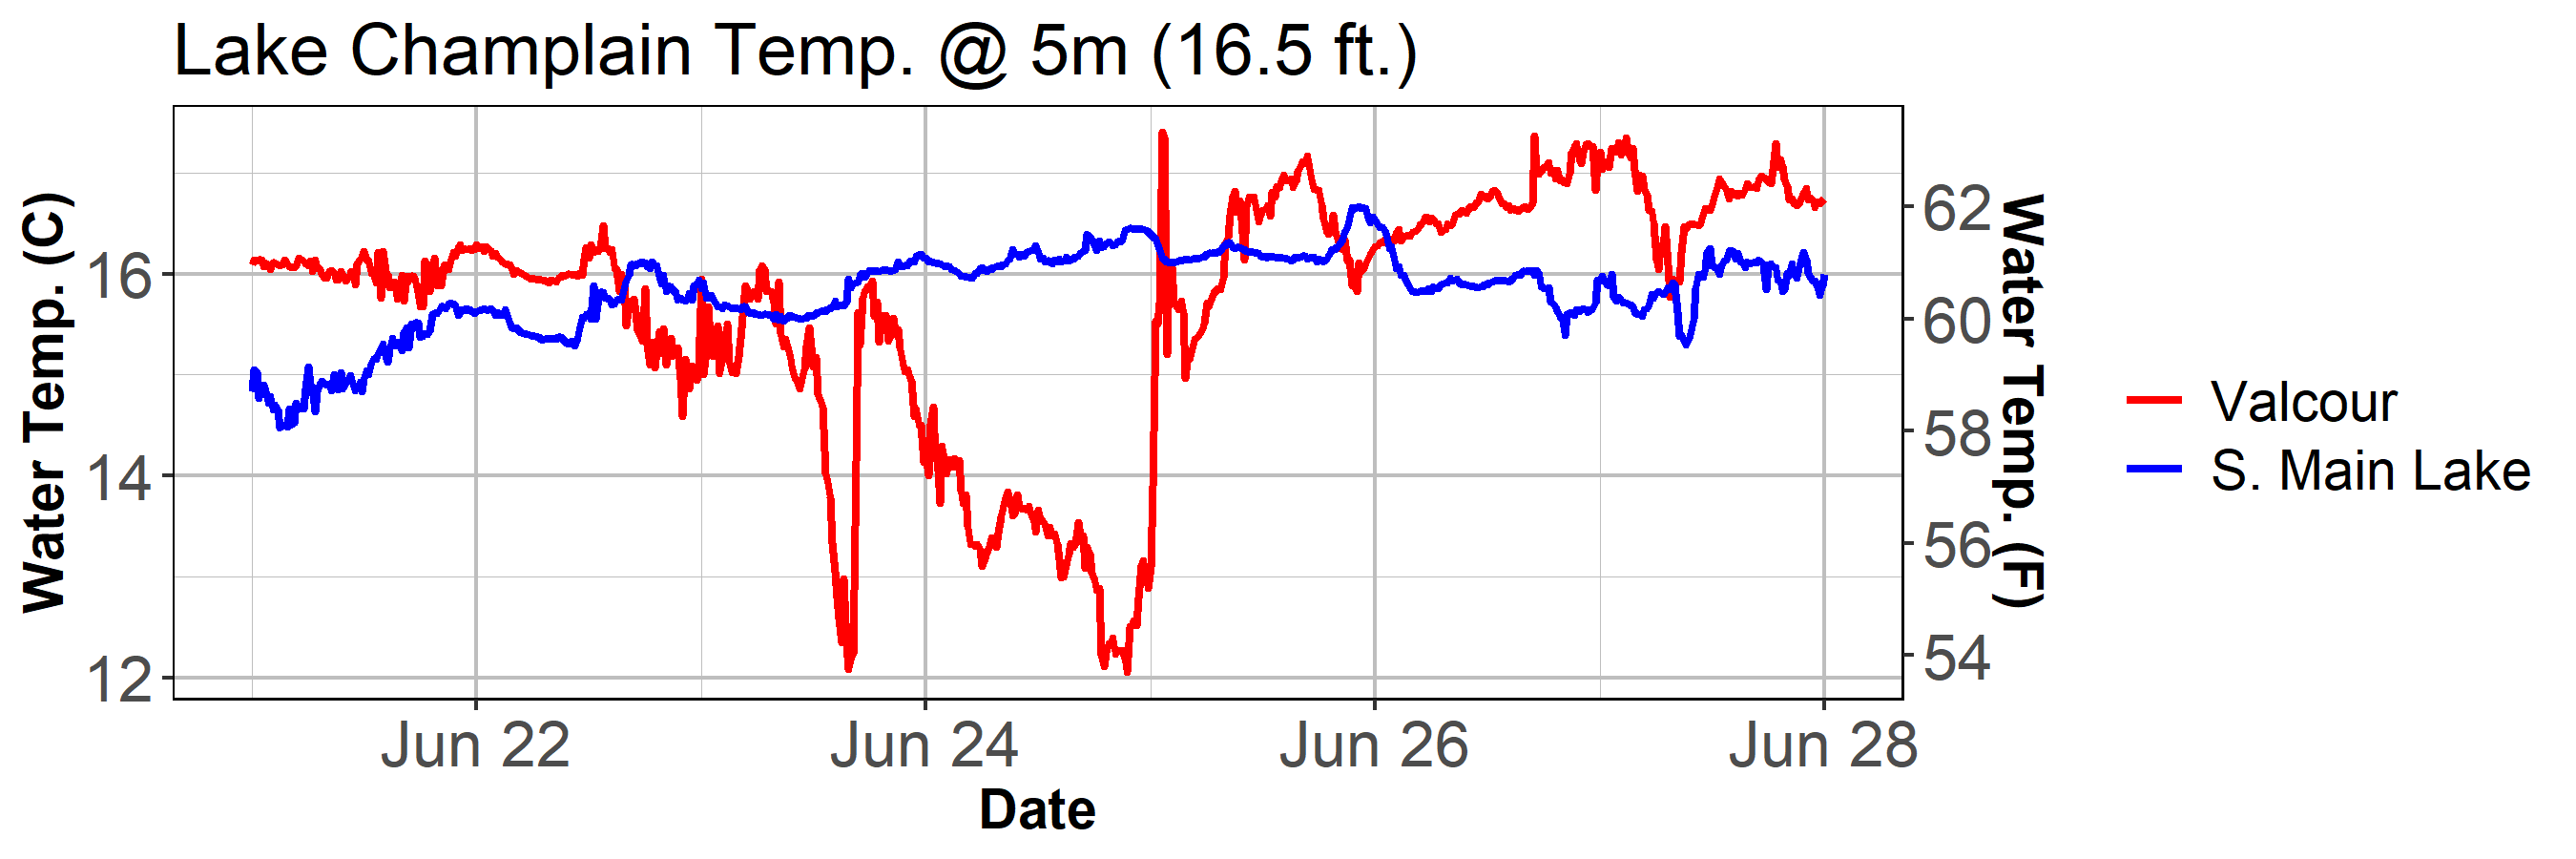 Lake Champlain Temp. @ 5m (16.5 ft.)
Water Temp. (C)
16
14
12
62
60
58
56
54
Water Temp. (F)
Jun 22
Jun 24
Jun 26
Jun 28
Date
Valcour
S. Main Lake